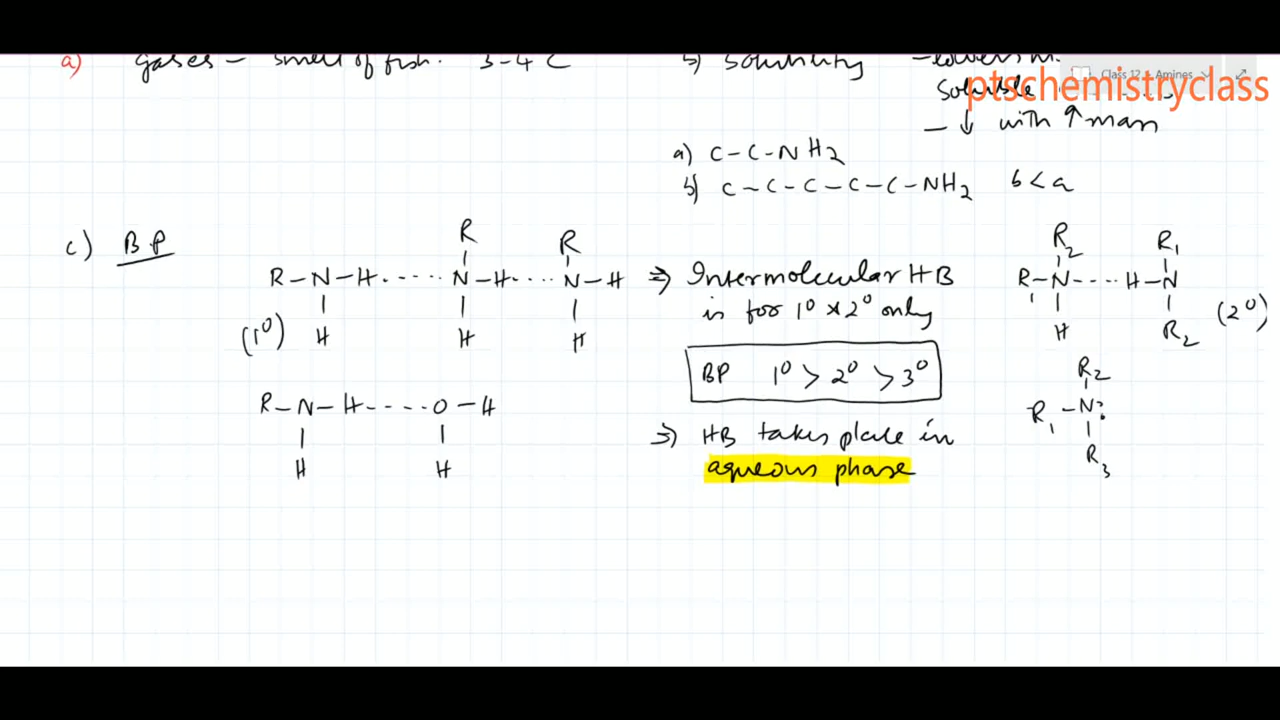 a) gases - smell of fish. 3-4 C
b) Solubility
soluble
- ↓ with ↑ mass
ptschemistryclass
Class 12 - Amines
a) C-C-NH2
b) C-C-C-C-C-NH2 b < a
c) BP
R R
R-N-H.....N-H....N-H
H H H
(1°)
R-N-H....O-H
H H
⇒) Intermolecular HB
is for 1° & 2° only
BP 1° > 2° > 3°
⇒) HB takes place in
aqueous phase
R2 R1
R1-N....H-N
H R2
(2°)
R2
R1-N:
R3